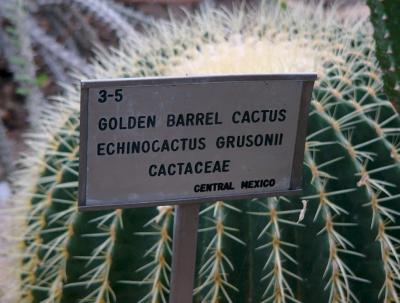 3-5
GOLDEN BARREL CACTUS
ECHINOCACTUS GRUSONII
CACTACEAE
CENTRAL MEXICO